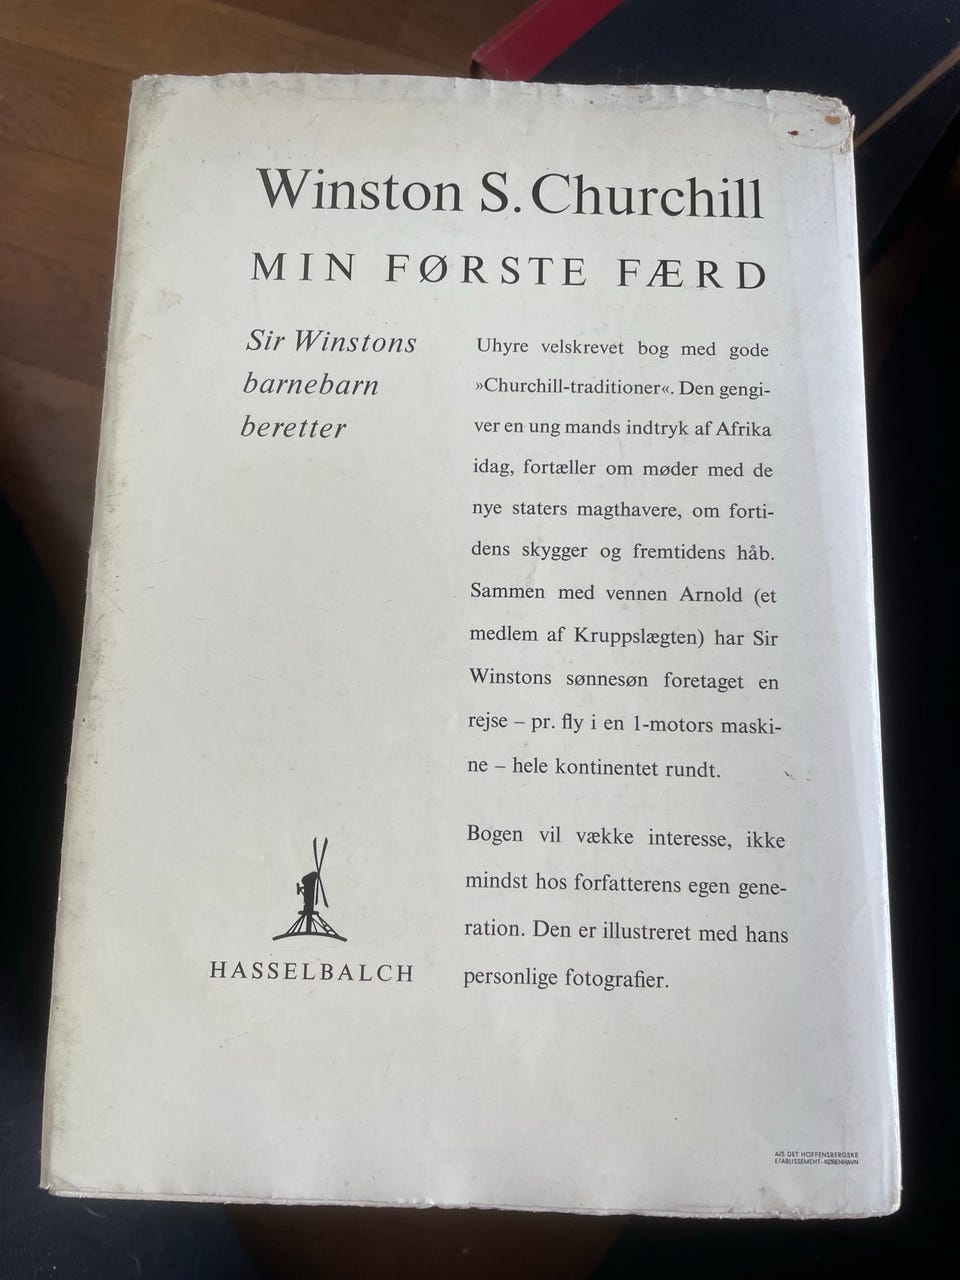 Winston S. Churchill
MIN FØRSTE FÆRD
Sir Winstons
barnebarn
beretter
Uhyre velskrevet bog med gode
»Churchill-traditioner«. Den gengi-
ver en ung mands indtryk af Afrika
idag, fortæller om møder med de
nye staters magthavere, om forti-
dens skygger og fremtidens håb.
Sammen med vennen Arnold (et
medlem af Kruppslægten) har Sir
Winstons sønnesøn foretaget en
rejse – pr. fly i en 1-motors maski-
ne – hele kontinentet rundt.
Bogen vil vække interesse, ikke
mindst hos forfatterens egen gene-
ration. Den er illustreret med hans
personlige fotografier.
HASSELBALCH
A/S DET HOFFENSBERGSKE
ETABLISSEMENT - KØBENHAVN